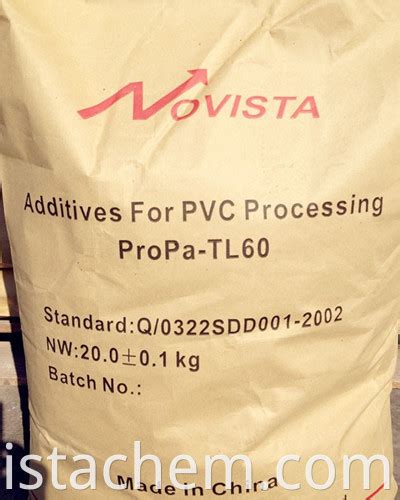 NOVISTA
Additives For PVC Processing
ProPa-TL60
Standard:Q/0322SDD001-2002
NW:20.0±0.1 kg
Batch No.:
istachem.com
Made in China